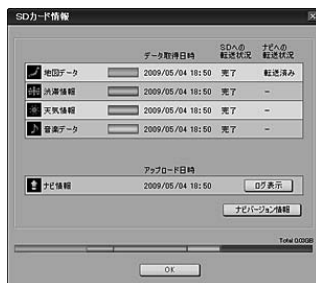 SDカード情報
データ取得日時 SDへの転送状況 ナビへの転送状況
地図データ 2009/05/04 18:50 完了 転送済み
渋滞情報 2009/05/04 18:50 完了 -
天気情報 2009/05/04 18:50 完了 -
音楽データ 2009/05/04 18:50 完了 -
アップロード日時
ナビ情報 2009/05/04 18:50 ログ表示
ナビバージョン情報
Total 0.00GB
OK